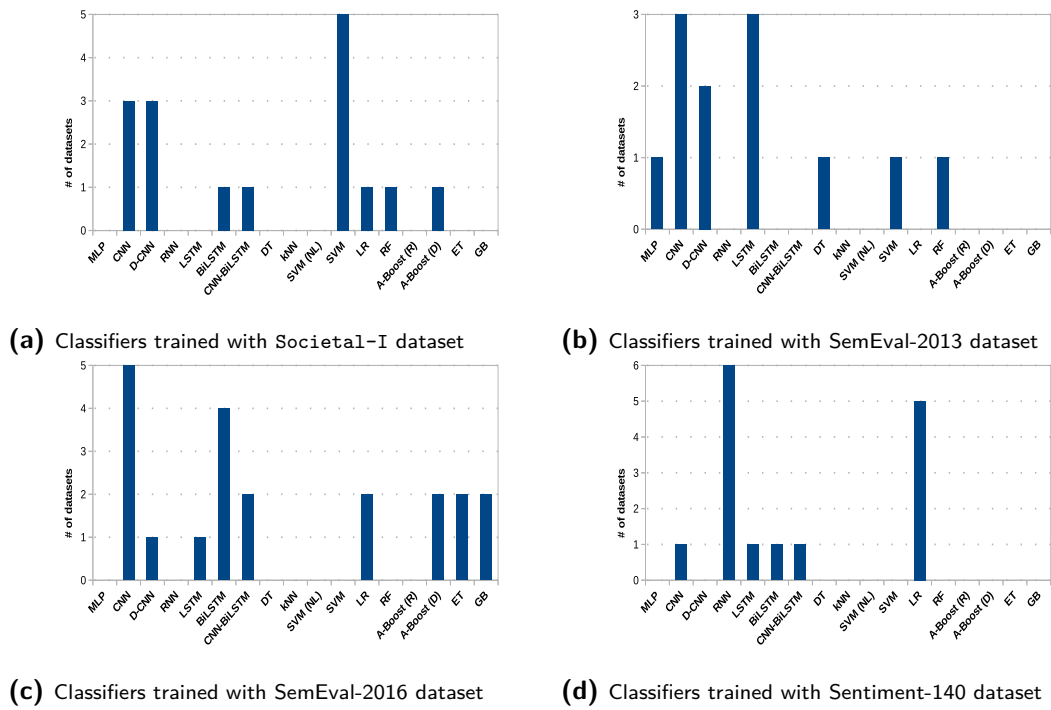 5
4
3
2
1
0
# of datasets
MLP
CNN
D-CNN
RNN
LSTM
BiLSTM
CNN-BiLSTM
DT
kNN
SVM (NL)
SVM
LR
RF
A-Boost (R)
A-Boost (D)
ET
GB
(a) Classifiers trained with Societal-I dataset
3
2
1
0
# of datasets
MLP
CNN
D-CNN
RNN
LSTM
BiLSTM
CNN-BiLSTM
DT
kNN
SVM (NL)
SVM
LR
RF
A-Boost (R)
A-Boost (D)
ET
GB
(b) Classifiers trained with SemEval-2013 dataset
5
4
3
2
1
0
# of datasets
MLP
CNN
D-CNN
RNN
LSTM
BiLSTM
CNN-BiLSTM
DT
kNN
SVM (NL)
SVM
LR
RF
A-Boost (R)
A-Boost (D)
ET
GB
(c) Classifiers trained with SemEval-2016 dataset
6
5
4
3
2
1
0
# of datasets
MLP
CNN
D-CNN
RNN
LSTM
BiLSTM
CNN-BiLSTM
DT
kNN
SVM (NL)
SVM
LR
RF
A-Boost (R)
A-Boost (D)
ET
GB
(d) Classifiers trained with Sentiment-140 dataset